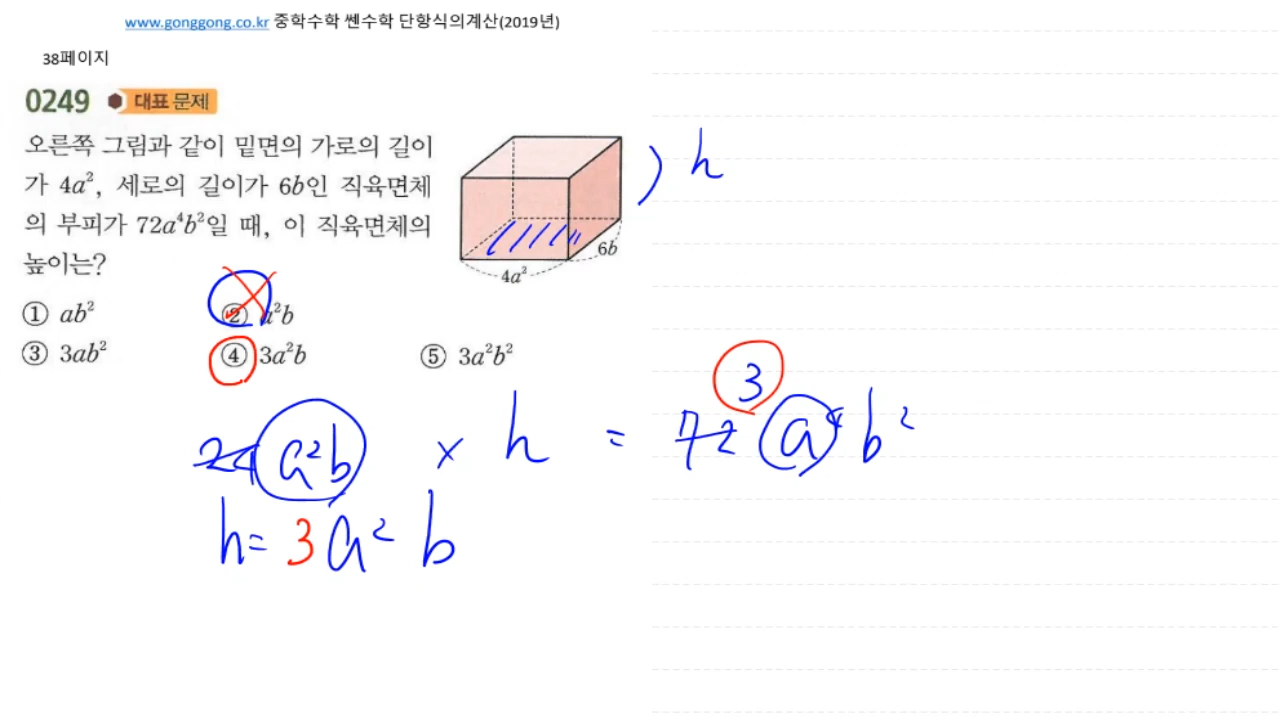 www.gonggong.co.kr 중학수학 쎈수학 단항식의계산(2019년)
38페이지
0249 대표 문제
오른쪽 그림과 같이 밑면의 가로의 길이
가 4a², 세로의 길이가 6b인 직육면체
의 부피가 72a⁴b²일 때, 이 직육면체의
높이는?
① ab² ② a²b
③ 3ab² ④ 3a²b ⑤ 3a²b²
h
6b
4a²
3
24 a²b × h = 72 a⁴ b²
h = 3a² b